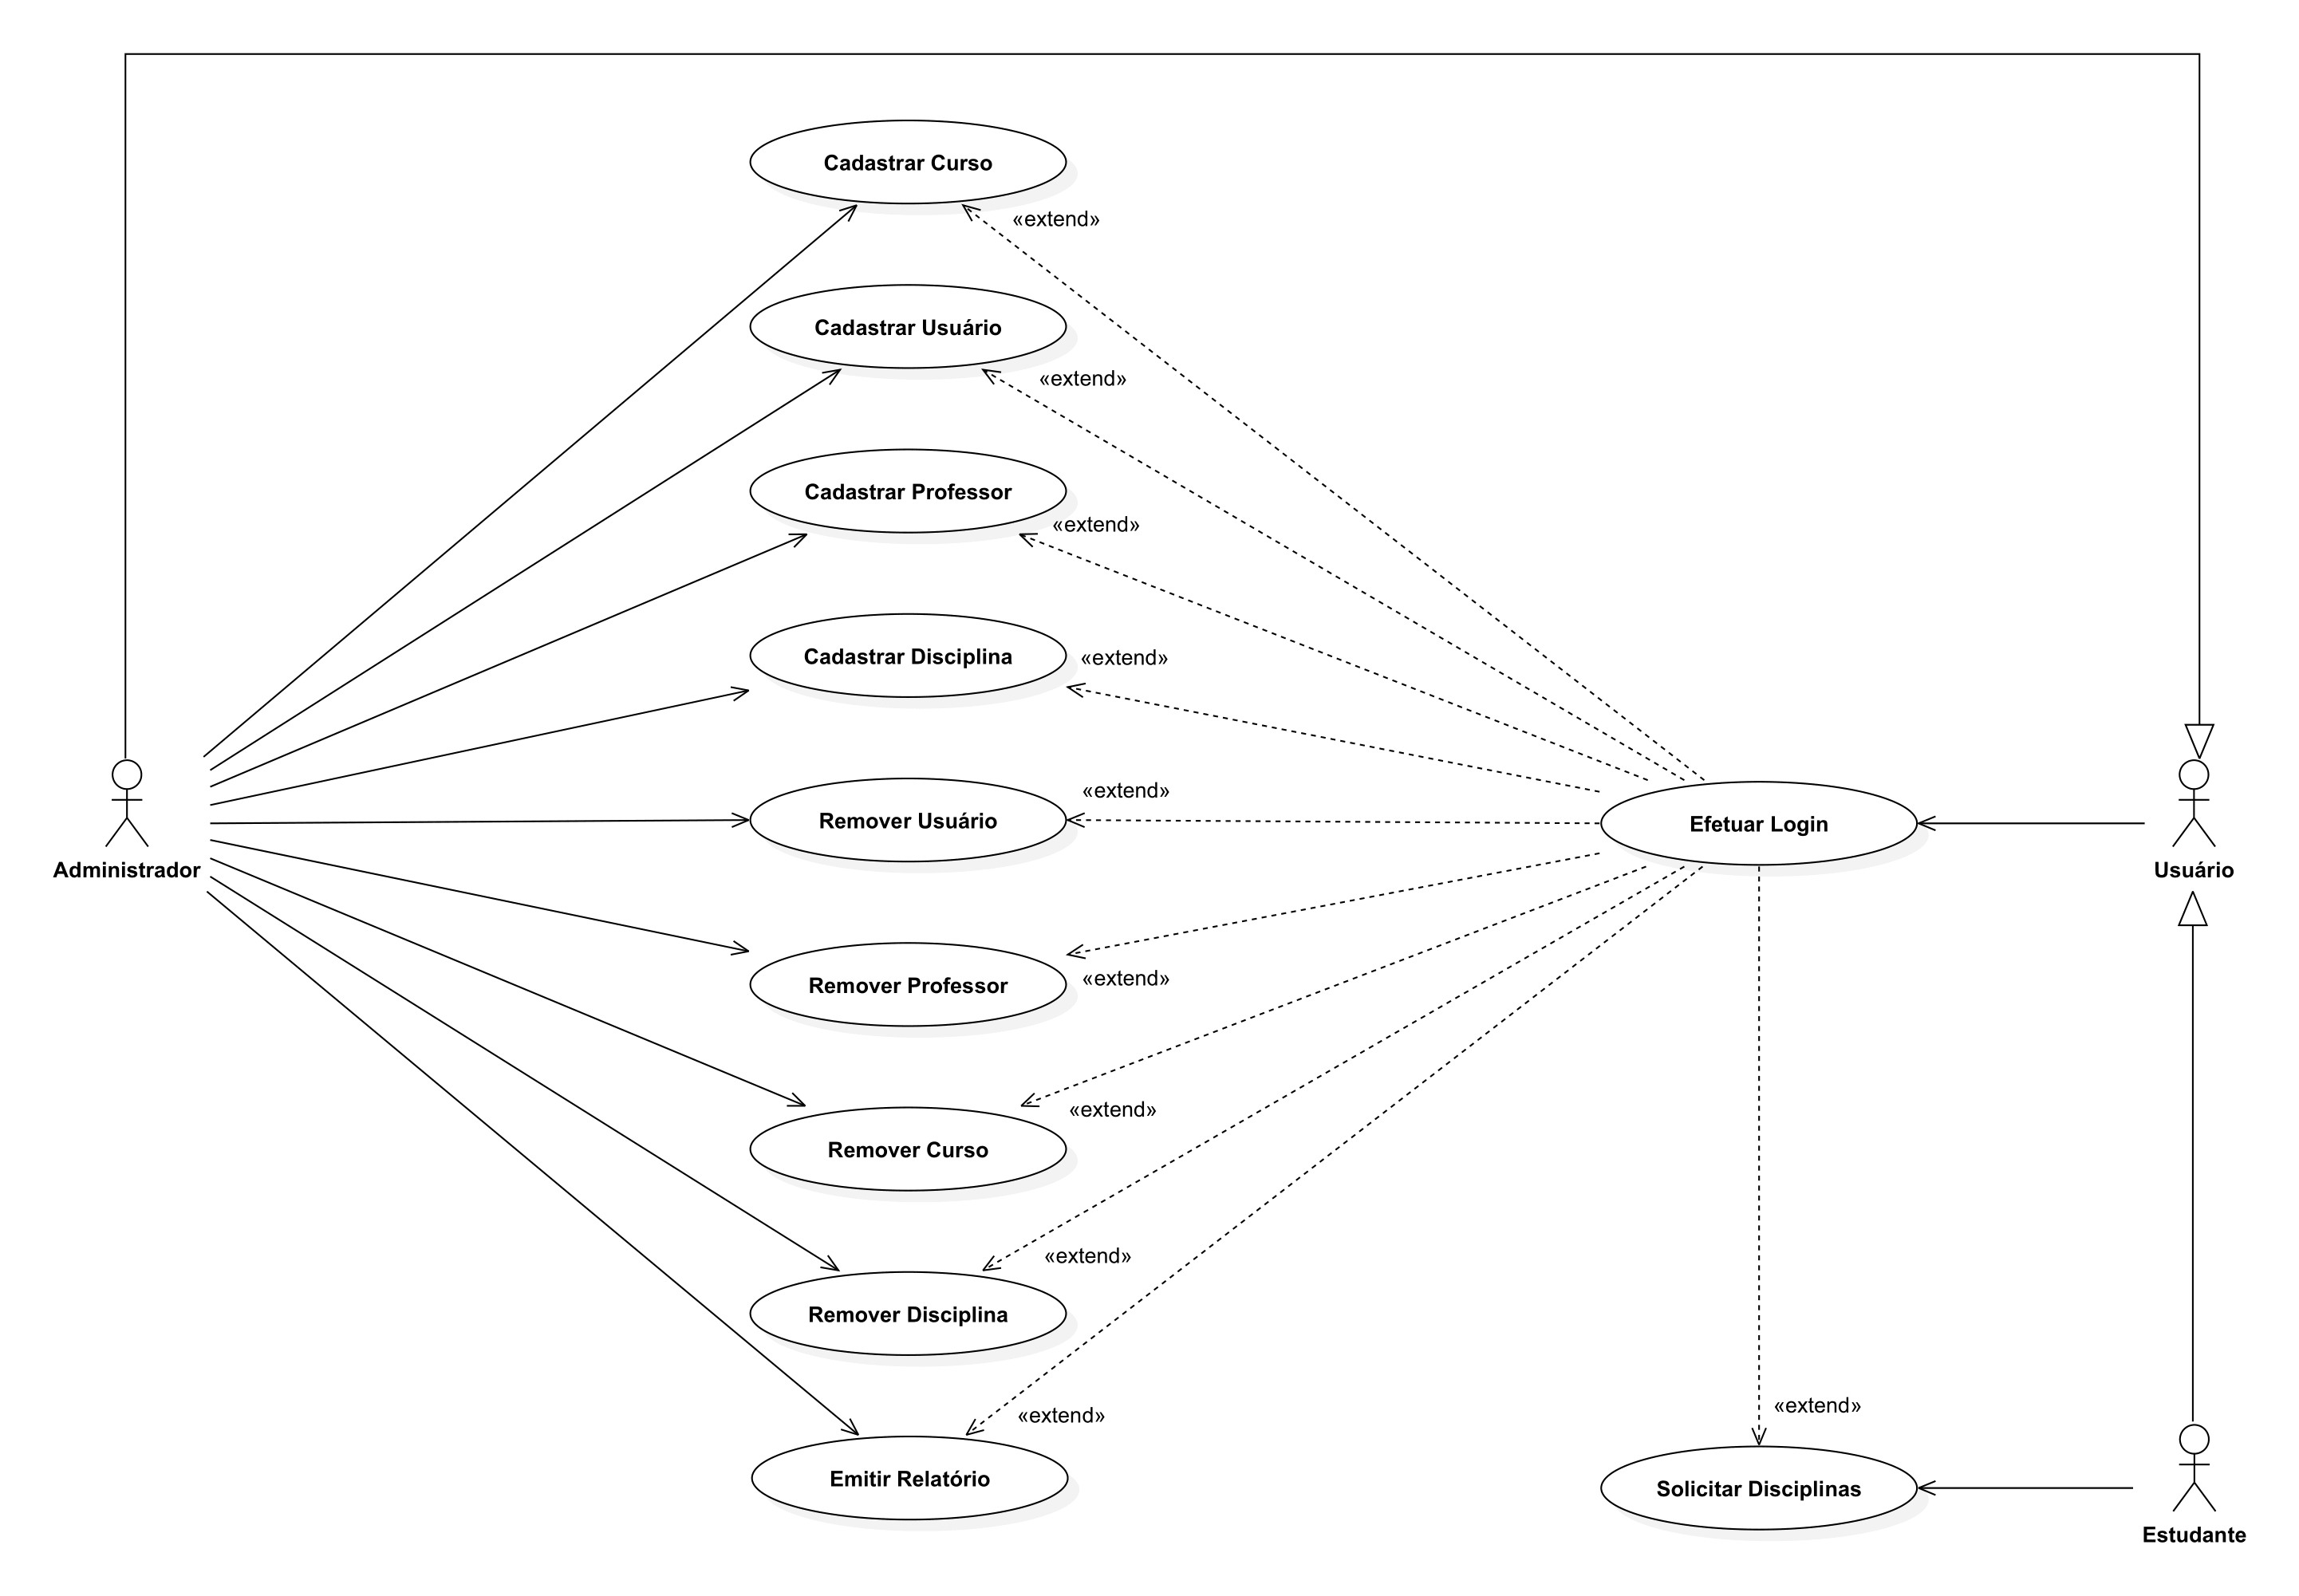 Cadastrar Curso
«extend»
Cadastrar Usuário
«extend»
Cadastrar Professor
«extend»
Cadastrar Disciplina
«extend»
«extend»
Remover Usuário
Efetuar Login
Administrador
Usuário
Remover Professor
«extend»
«extend»
Remover Curso
«extend»
Remover Disciplina
«extend»
«extend»
Emitir Relatório
Solicitar Disciplinas
Estudante